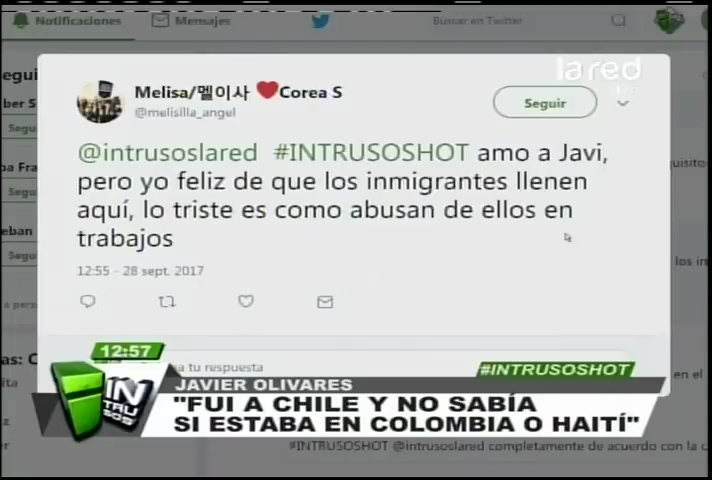 Notificaciones
Mensajes
Buscar en Twitter
la red
Melisa/멜이사 ❤Corea S
@melisilla_angel
Seguir
@intrusoslared #INTRUSOSHOT amo a Javi,
pero yo feliz de que los inmigrantes llenen
aquí, lo triste es como abusan de ellos en
trabajos
12:55 - 28 sept. 2017
a tu respuesta
12:57
#INTRUSOSHOT
INTRUSOS
JAVIER OLIVARES
"FUI A CHILE Y NO SABÍA
SI ESTABA EN COLOMBIA O HAITÍ"
#INTRUSOSHOT @intrusoslared completamente de acuerdo con la